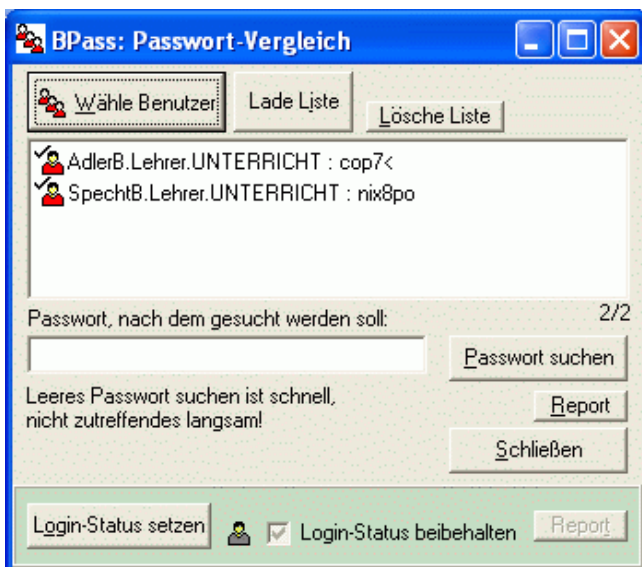 BPass: Passwort-Vergleich
Wähle Benutzer
Lade Liste
Lösche Liste
AdlerB.Lehrer.UNTERRICHT : cop7<
SpechtB.Lehrer.UNTERRICHT : nix8po
2/2
Passwort, nach dem gesucht werden soll:
Passwort suchen
Leeres Passwort suchen ist schnell,
nicht zutreffendes langsam!
Report
Schließen
Login-Status setzen
Login-Status beibehalten
Report